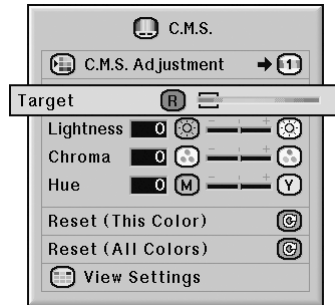 C.M.S.
C.M.S. Adjustment 1
Target R
Lightness 0 - +
Chroma 0 - +
Hue 0 M - + Y
Reset (This Color)
Reset (All Colors)
View Settings